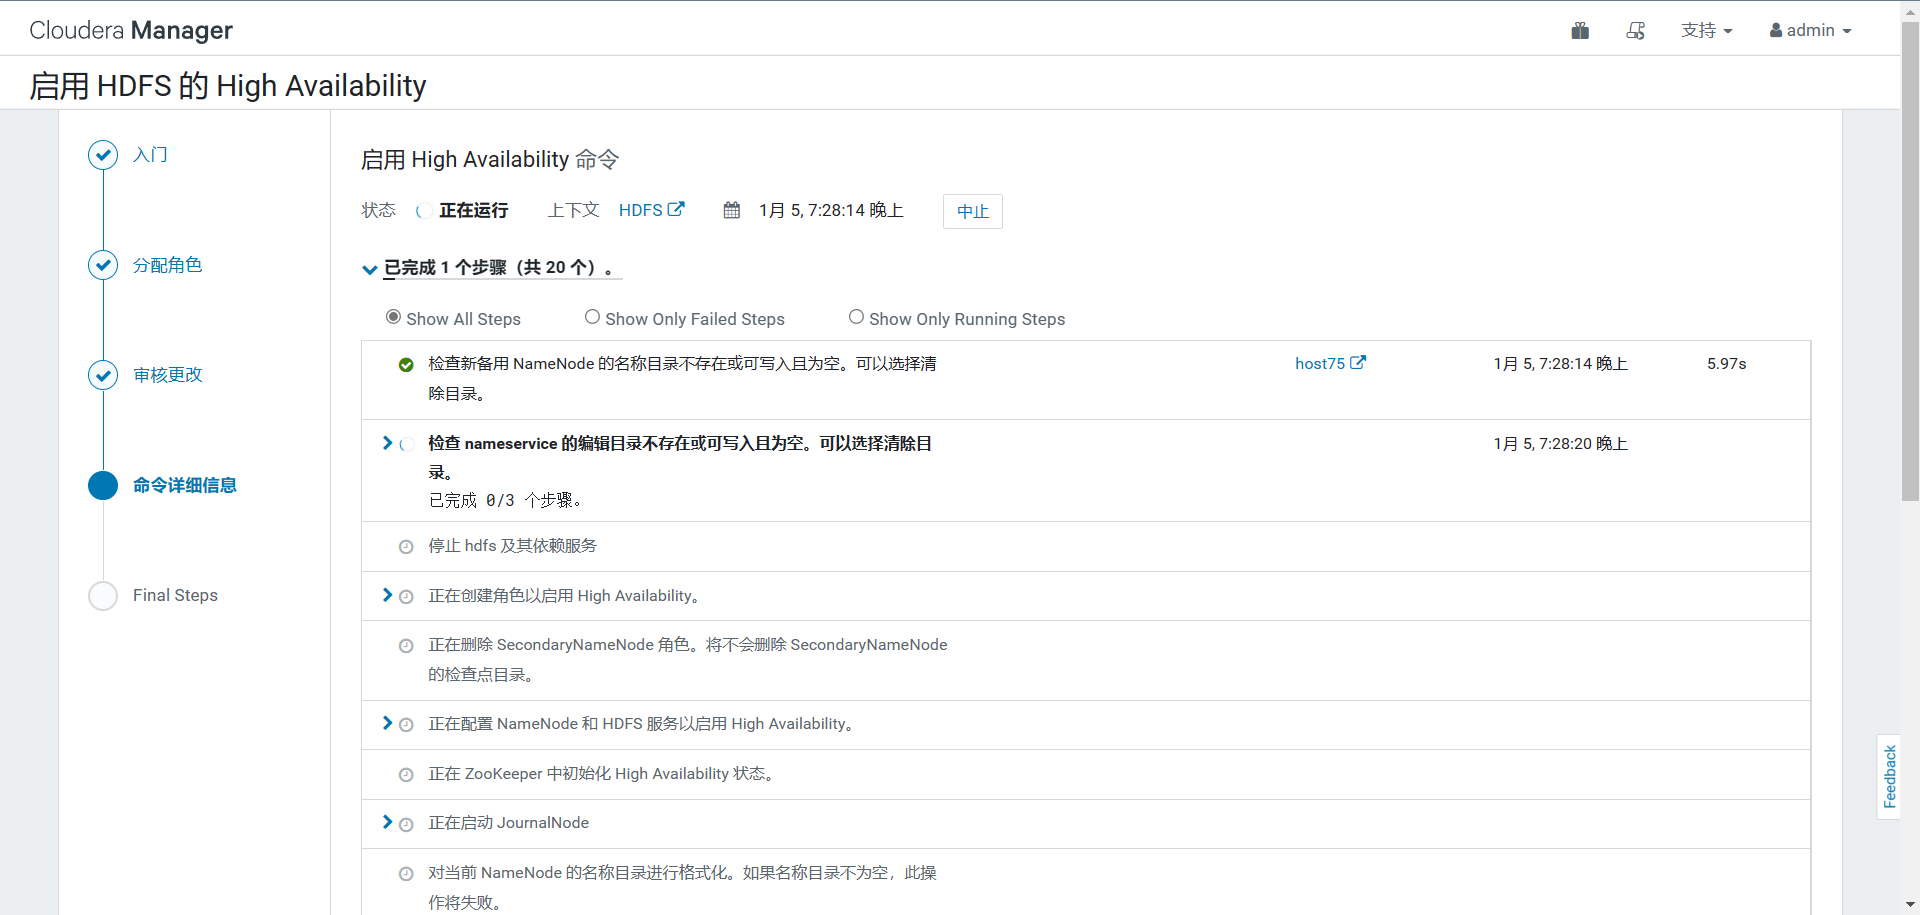 Cloudera Manager
支持
admin
启用 HDFS 的 High Availability
入门
分配角色
审核更改
命令详细信息
Final Steps
启用 High Availability 命令
状态 正在运行 上下文 HDFS 1月 5, 7:28:14 晚上 中止
已完成 1 个步骤（共 20 个）。
Show All Steps Show Only Failed Steps Show Only Running Steps
检查新备用 NameNode 的名称目录不存在或可写入且为空。可以选择清 host75 1月 5, 7:28:14 晚上 5.97s
除目录。
检查 nameservice 的编辑目录不存在或可写入且为空。可以选择清除目 1月 5, 7:28:20 晚上
录。
已完成 0/3 个步骤。
停止 hdfs 及其依赖服务
正在创建角色以启用 High Availability。
正在删除 SecondaryNameNode 角色。将不会删除 SecondaryNameNode
的检查点目录。
正在配置 NameNode 和 HDFS 服务以启用 High Availability。
正在 ZooKeeper 中初始化 High Availability 状态。
正在启动 JournalNode
对当前 NameNode 的名称目录进行格式化。如果名称目录不为空，此操
作将失败。
Feedback